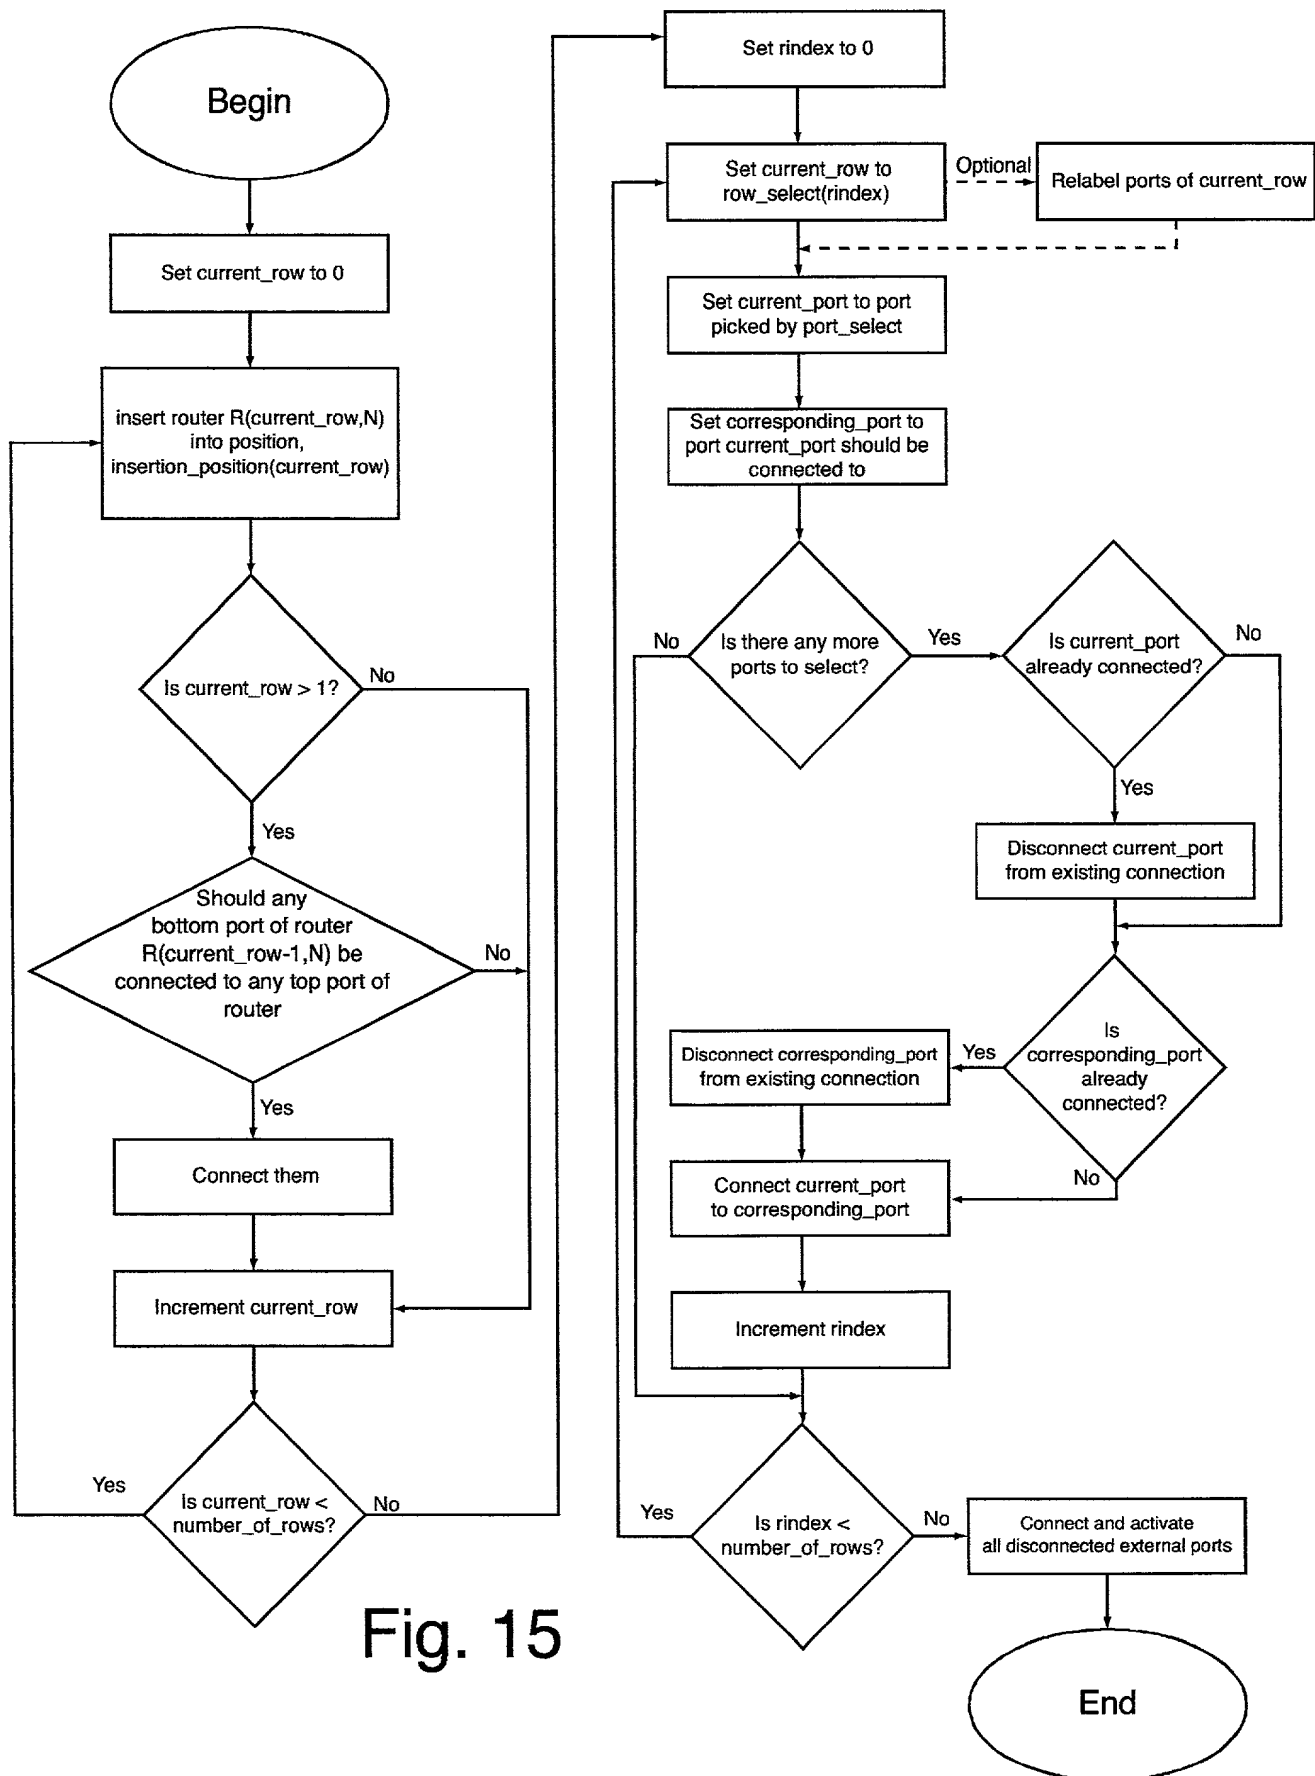 Begin
Set current_row to 0
insert router R(current_row,N)
into position,
insertion_position(current_row)
Is current_row > 1?
No
Yes
Should any
bottom port of router
R(current_row-1,N) be
connected to any top port of
router
No
Yes
Connect them
Increment current_row
Is current_row <
number_of_rows?
Yes
No
Set rindex to 0
Set current_row to
row_select(rindex)
Optional
Relabel ports of current_row
Set current_port to port
picked by port_select
Set corresponding_port to
port current_port should be
connected to
Is there any more
ports to select?
No
Yes
Is current_port
already connected?
No
Yes
Disconnect current_port
from existing connection
Is
corresponding_port
already
connected?
Yes
No
Disconnect corresponding_port
from existing connection
Connect current_port
to corresponding_port
Increment rindex
Is rindex <
number_of_rows?
Yes
No
Connect and activate
all disconnected external ports
End
Fig. 15